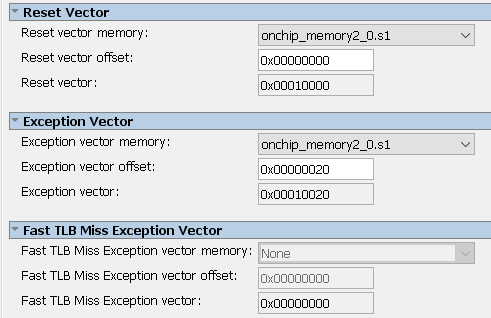 Reset Vector
Reset vector memory: onchip_memory2_0.s1
Reset vector offset: 0x00000000
Reset vector: 0x00010000
Exception Vector
Exception vector memory: onchip_memory2_0.s1
Exception vector offset: 0x00000020
Exception vector: 0x00010020
Fast TLB Miss Exception Vector
Fast TLB Miss Exception vector memory: None
Fast TLB Miss Exception vector offset: 0x00000000
Fast TLB Miss Exception vector: 0x00000000